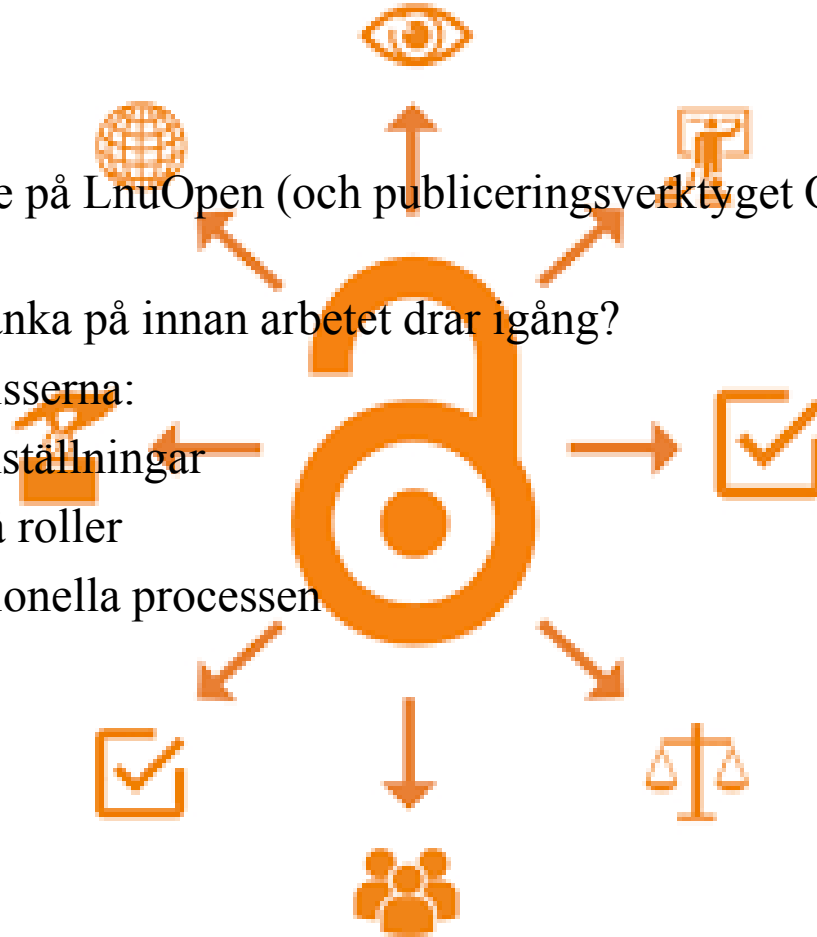 e på LnuOpen (och publiceringsverktyget
nka på innan arbetet drar igång?
sserna:
ställningar
roller
onella processen